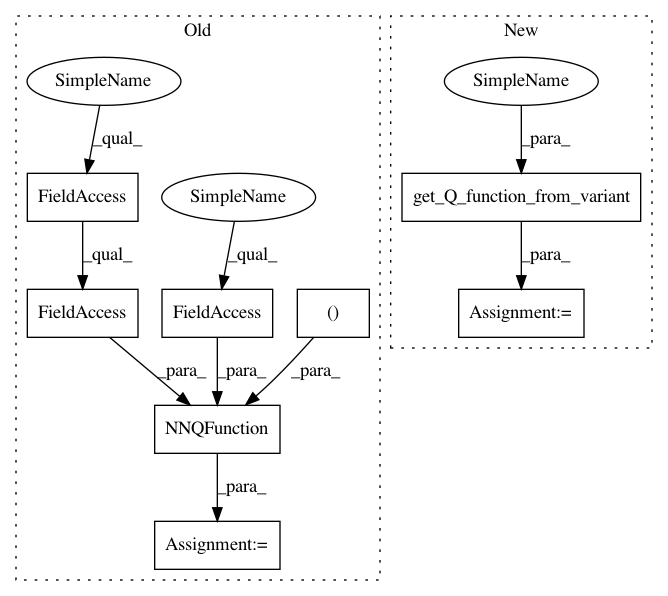 Old
New
SimpleName
SimpleName
_qual_
_para_
FieldAccess
SimpleName
get_Q_function_from_variant
_qual_
_qual_
_para_
FieldAccess
FieldAccess
()
Assignment:=
_para_
_para_
_para_
NNQFunction
_para_
Assignment:=